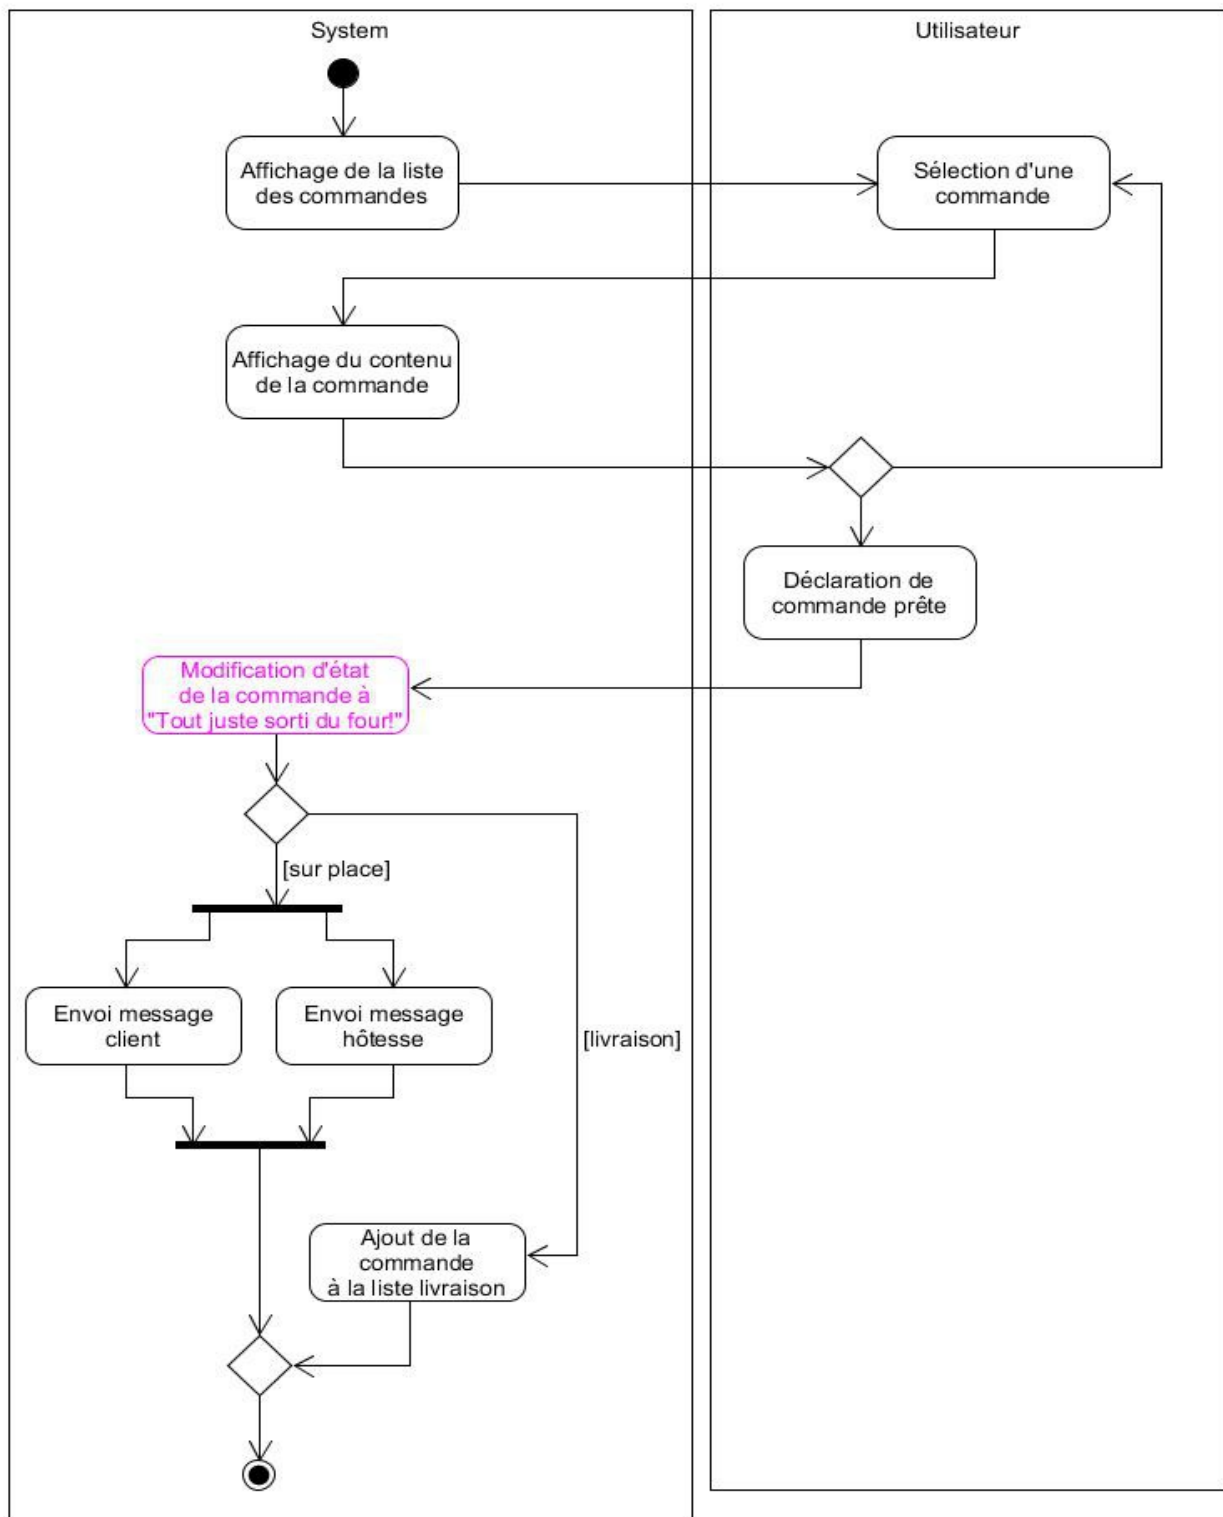 System
Utilisateur
Affichage de la liste
des commandes
Sélection d'une
commande
Affichage du contenu
de la commande
Déclaration de
commande prête
Modification d'état
de la commande à
"Tout juste sorti du four!"
[sur place]
Envoi message
client
Envoi message
hôtesse
[livraison]
Ajout de la
commande
à la liste livraison